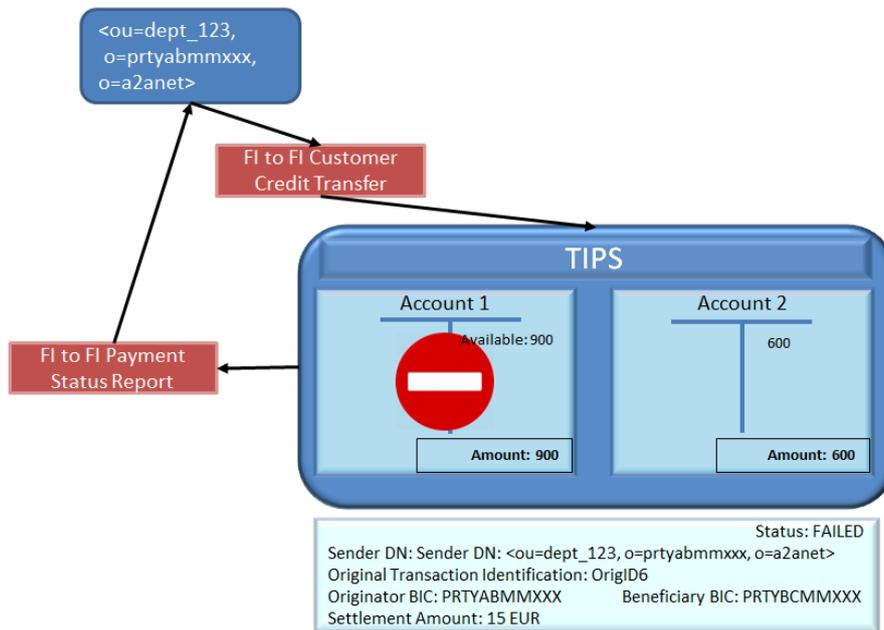 <ou=dept_123,
o=prtyabmmxxx,
o=a2anet>
FI to FI Customer
Credit Transfer
TIPS
Account 1
Available: 900
Amount: 900
Account 2
600
Amount: 600
FI to FI Payment
Status Report
Status: FAILED
Sender DN: Sender DN: <ou=dept_123, o=prtyabmmxxx, o=a2anet>
Original Transaction Identification: OrigID6
Originator BIC: PRTYABMMXXX Beneficiary BIC: PRTYBCMMXXX
Settlement Amount: 15 EUR